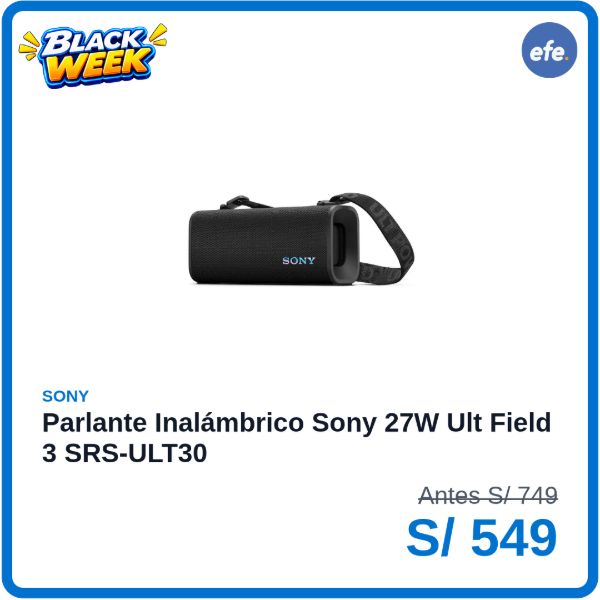 BLACK
WEEK
efe.
SONY
SONY
Parlante Inalámbrico Sony 27W Ult Field
3 SRS-ULT30
Antes S/ 749
S/ 549